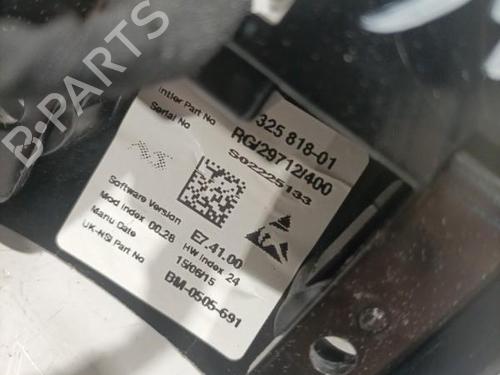 B-PARTS
Intier Part No 325 818-01
Serial No RG/29712/400
S02225133
Software Version E7.41.00
Mod Index 00.28 HW Index 24
Manu Date 15/06/15
UK-NSI Part No BM-0505-691